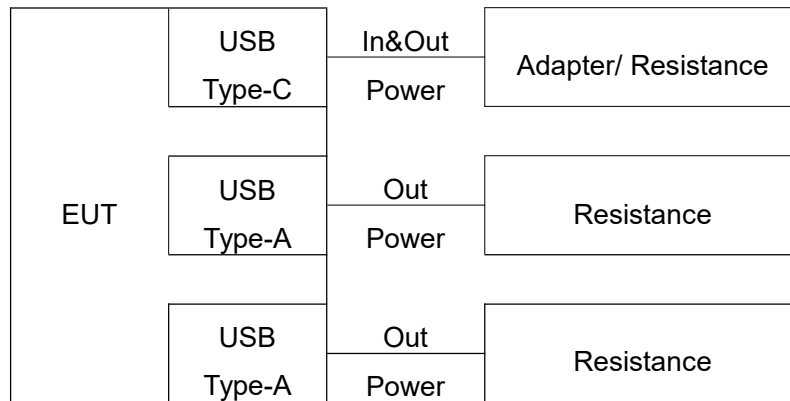 USB
Type-C
In&Out
Power
Adapter/ Resistance
EUT
USB
Type-A
Out
Power
Resistance
USB
Type-A
Out
Power
Resistance